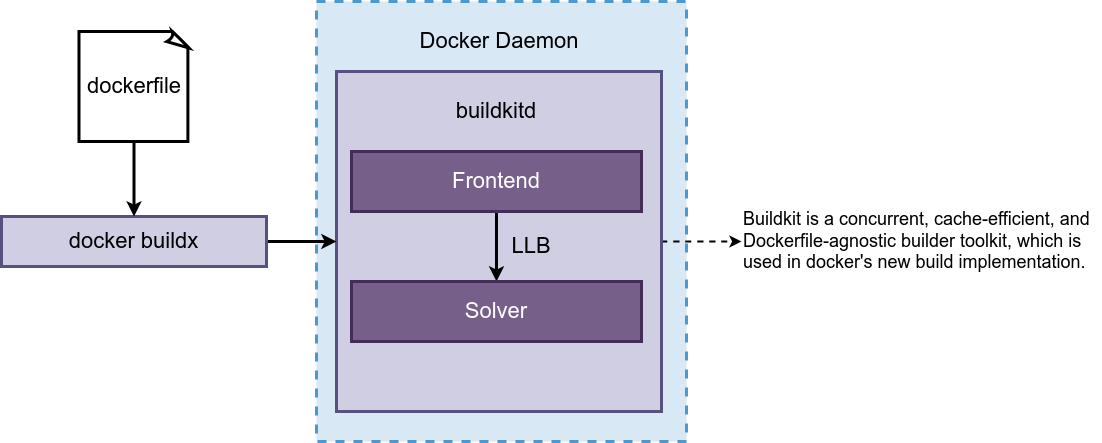 dockerfile
docker buildx
Docker Daemon
buildkitd
Frontend
LLB
Solver
Buildkit is a concurrent, cache-efficient, and
Dockerfile-agnostic builder toolkit, which is
used in docker's new build implementation.